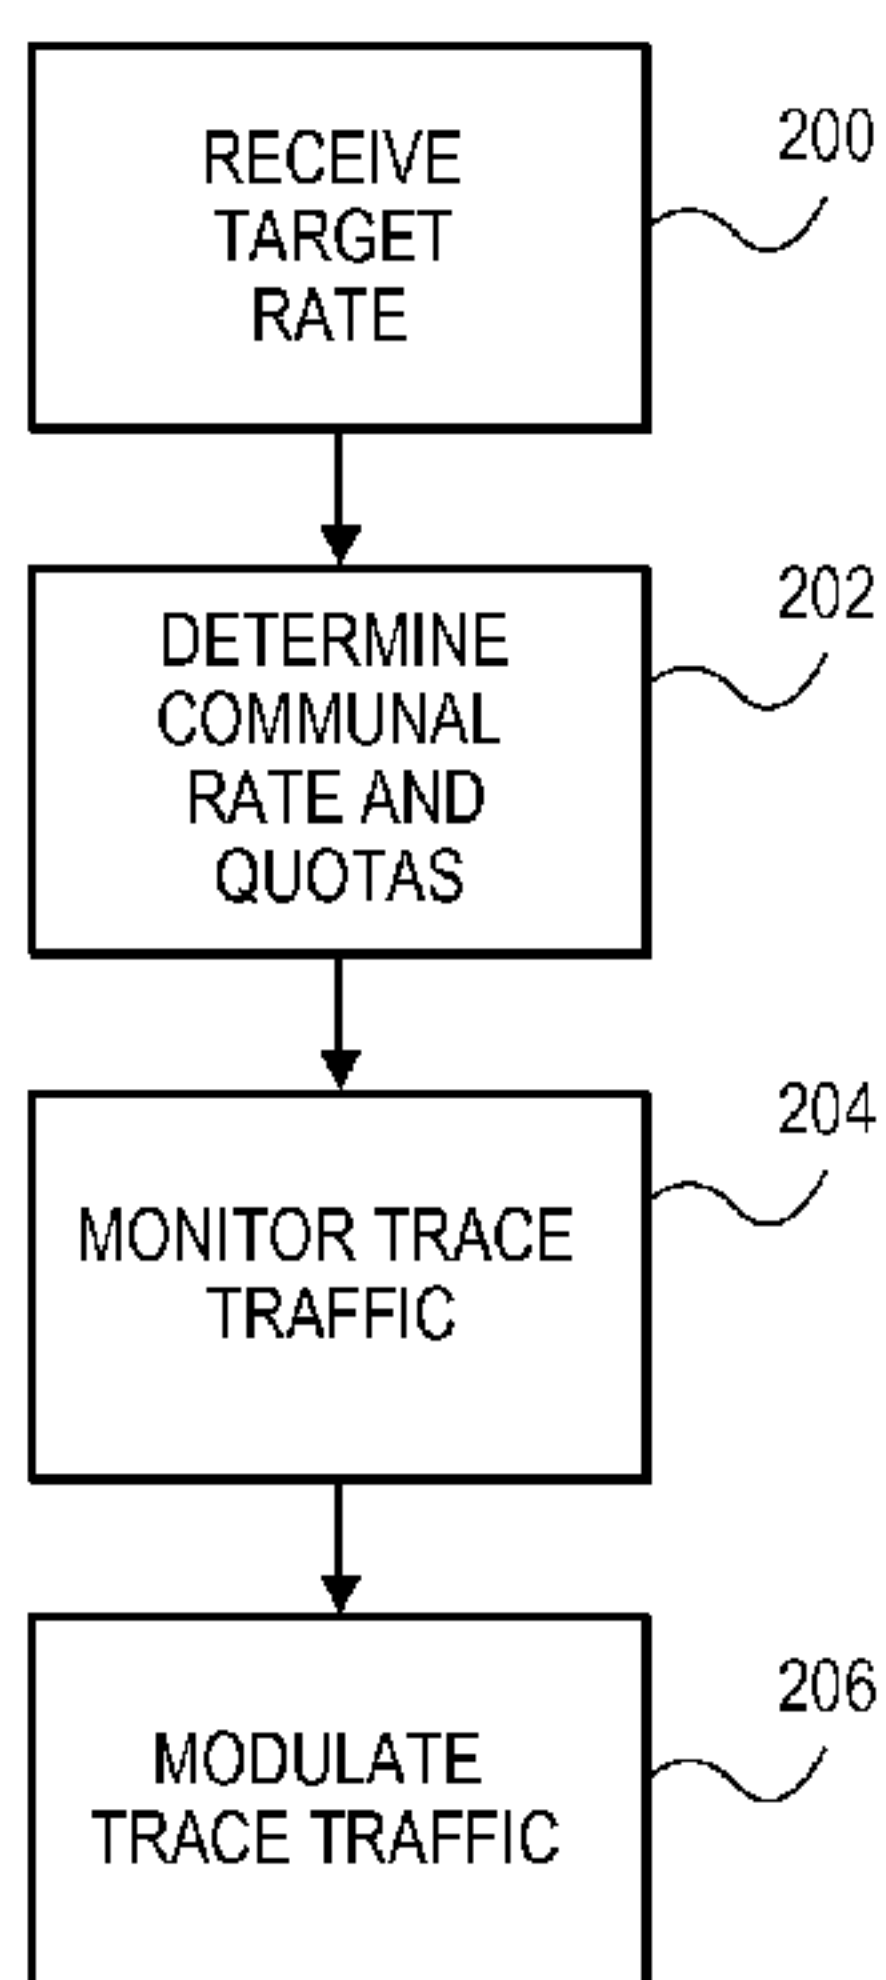 RECEIVE
TARGET
RATE
200
DETERMINE
COMMUNAL
RATE AND
QUOTAS
202
MONITOR TRACE
TRAFFIC
204
MODULATE
TRACE TRAFFIC
206